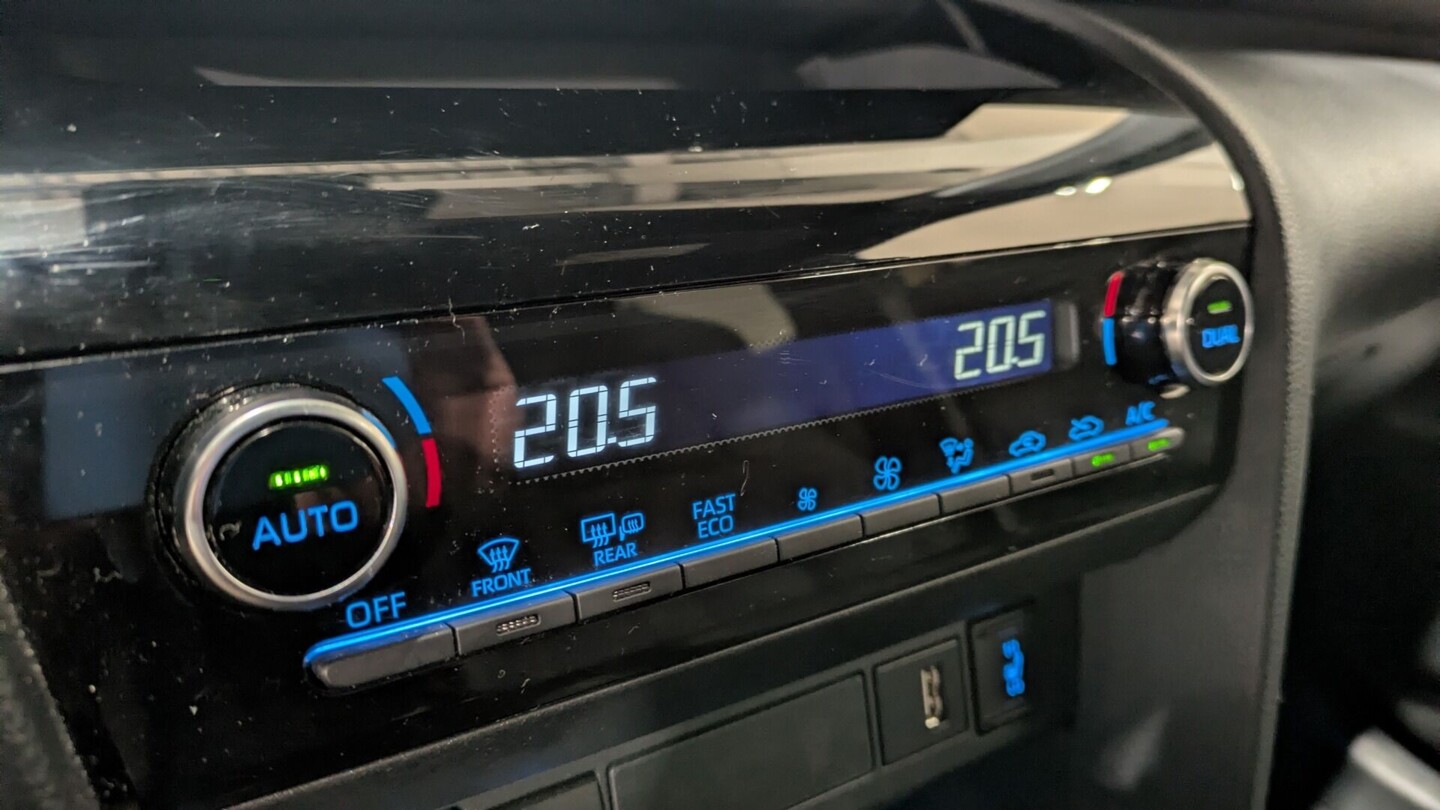 20.5
20.5
DUAL
AUTO
OFF
FRONT
REAR
FAST
ECO
A/C